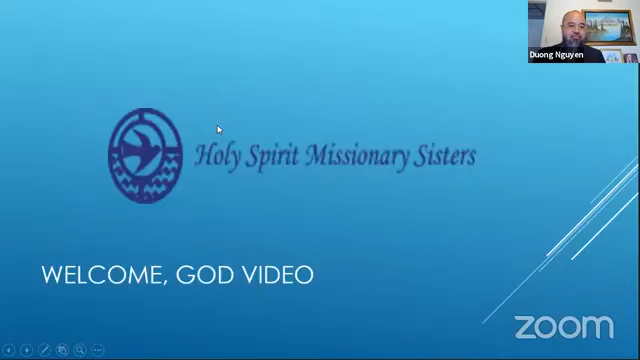 Duong Nguyen
Holy Spirit Missionary Sisters
WELCOME, GOD VIDEO
zoom